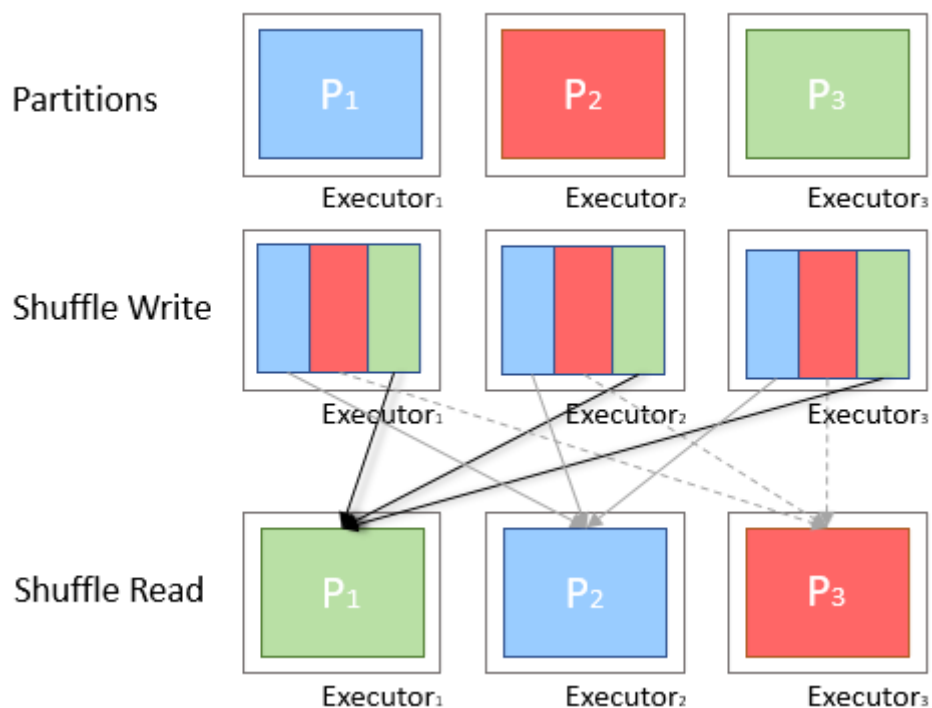 Partitions
P1
P2
P3
Executor1
Executor2
Executor3
Shuffle Write
Executor1
Executor2
Executor3
Shuffle Read
P1
P2
P3
Executor1
Executor2
Executor3